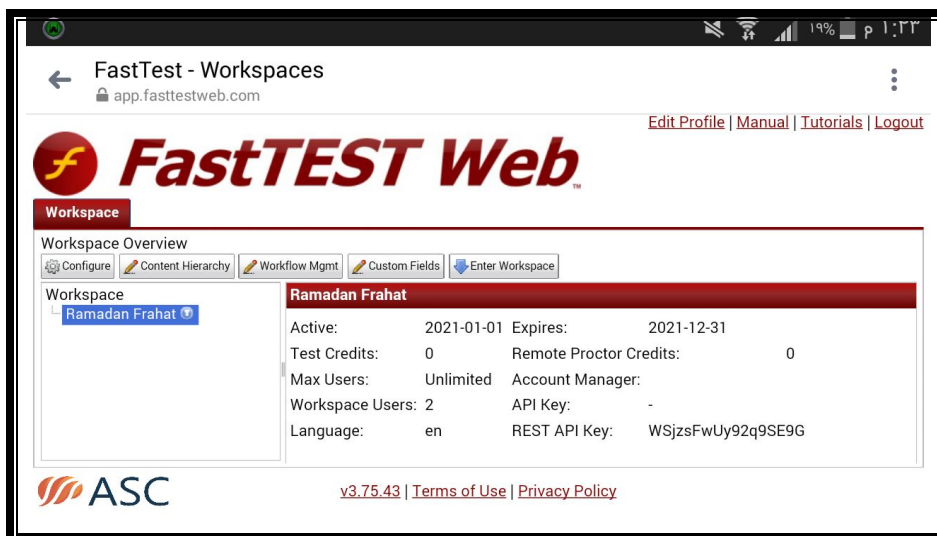 ١٩% م ١:٢٣
FastTest - Workspaces
app.fasttestweb.com
Edit Profile | Manual | Tutorials | Logout
f FastTEST Web ™
Workspace
Workspace Overview
Configure Content Hierarchy Workflow Mgmt Custom Fields Enter Workspace
Workspace
Ramadan Frahat
Ramadan Frahat
Active: 2021-01-01 Expires: 2021-12-31
Test Credits: 0 Remote Proctor Credits: 0
Max Users: Unlimited Account Manager:
Workspace Users: 2 API Key: -
Language: en REST API Key: WSjzsFwUy92q9SE9G
ASC
v3.75.43 | Terms of Use | Privacy Policy